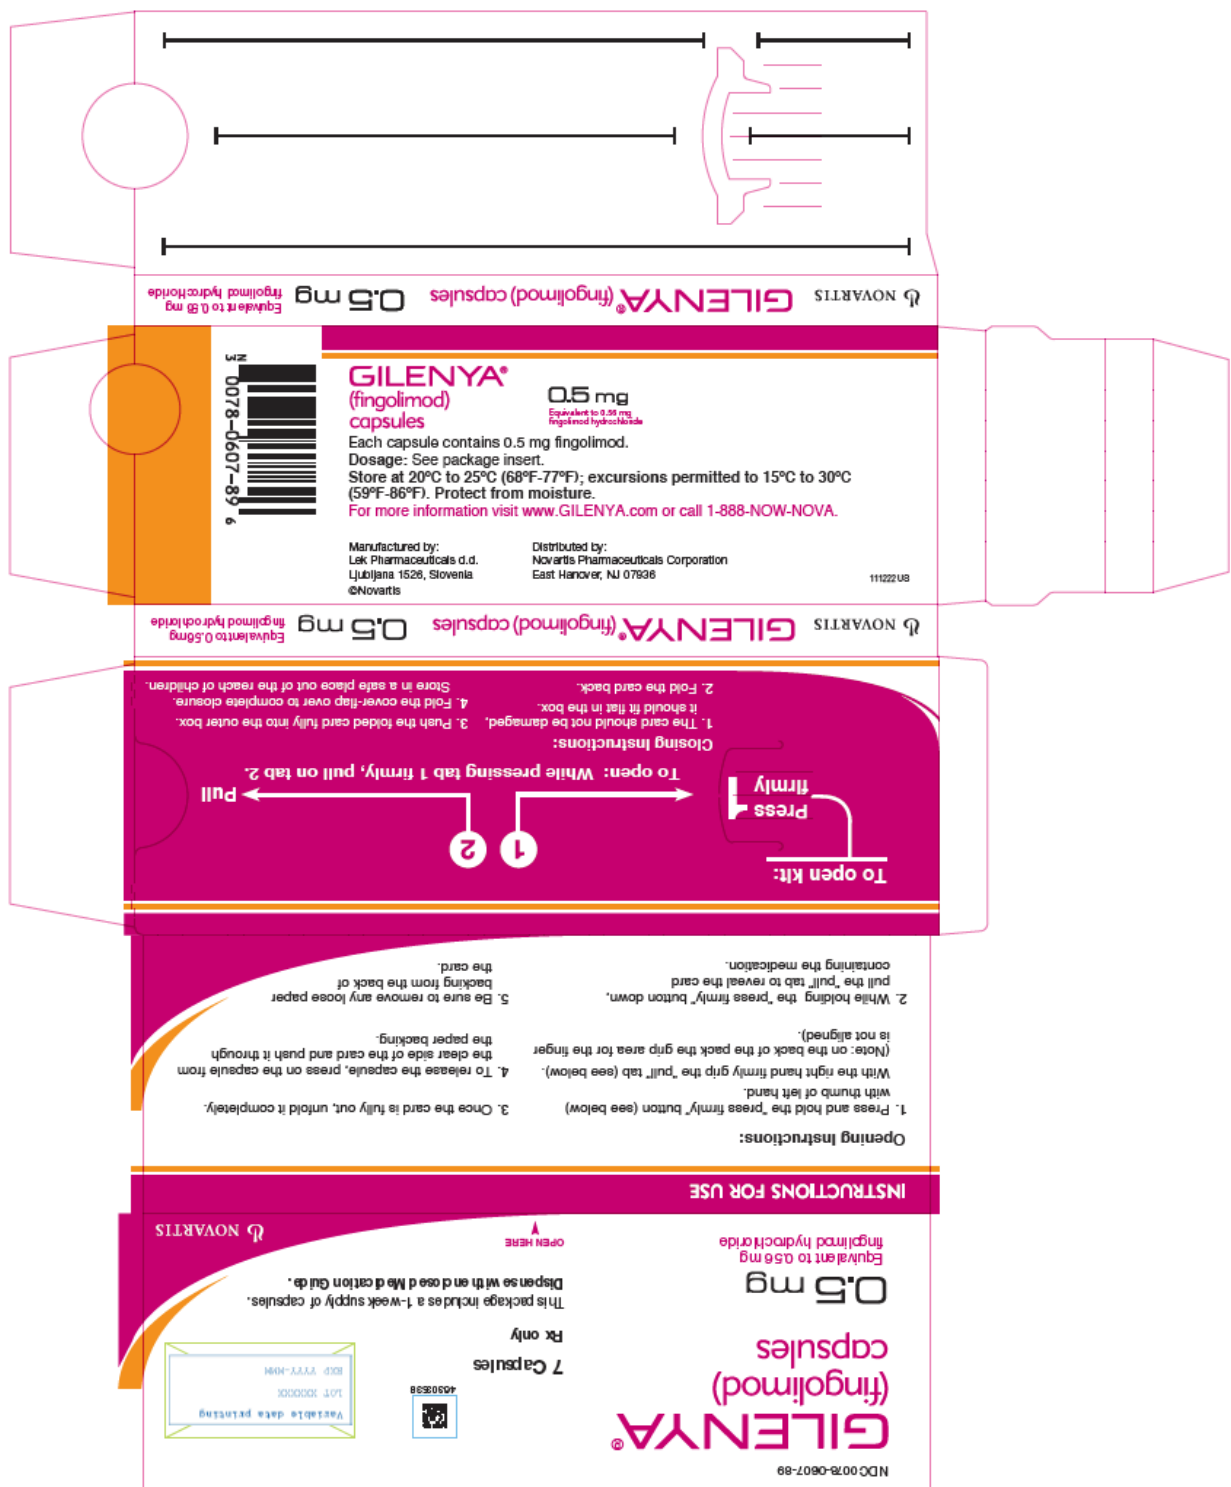 NOVARTIS
GILENYA® (fingolimod) capsules
0.5 mg
Equivalent to 0.56 mg
fingolimod hydrochloride
N3 0078-0607-89 6
GILENYA®
(fingolimod)
capsules
0.5 mg
Equivalent to 0.56 mg
fingolimod hydrochloride
Each capsule contains 0.5 mg fingolimod.
Dosage: See package insert.
Store at 20°C to 25°C (68°F-77°F); excursions permitted to 15°C to 30°C
(59°F-86°F). Protect from moisture.
For more information visit www.GILENYA.com or call 1-888-NOW-NOVA.
Manufactured by:
Lek Pharmaceuticals d.d.
Ljubljana 1526, Slovenia
©Novartis
Distributed by:
Novartis Pharmaceuticals Corporation
East Hanover, NJ 07936
111222 US
NOVARTIS
GILENYA® (fingolimod) capsules
0.5 mg
Equivalent to 0.56 mg
fingolimod hydrochloride
To open kit:
Press
firmly
1
1
2
Pull
To open: While pressing tab 1 firmly, pull on tab 2.
Closing Instructions:
1. The card should not be damaged,
it should fit flat in the box.
2. Fold the card back.
3. Push the folded card fully into the outer box.
4. Fold the cover-flap over to complete closure.
Store in a safe place out of the reach of children.
INSTRUCTIONS FOR USE
Opening Instructions:
1. Press and hold the "press firmly" button (see below)
with thumb of left hand.
With the right hand firmly grip the "pull" tab (see below).
(Note: on the back of the pack the grip area for the finger
is not aligned).
2. While holding the "press firmly" button down,
pull the "pull" tab to reveal the card
containing the medication.
3. Once the card is fully out, unfold it completely.
4. To release the capsule, press on the capsule from
the clear side of the card and push it through
the paper backing.
5. Be sure to remove any loose paper
backing from the back of
the card.
NDC 0078-0607-89
GILENYA®
(fingolimod)
capsules
0.5 mg
Equivalent to 0.56 mg
fingolimod hydrochloride
7 Capsules
Rx only
This package includes a 1-week supply of capsules.
Dispense with enclosed Medication Guide.
OPEN HERE
NOVARTIS
Variable data printing
LOT XXXXXX
EXP YYYY-MMM